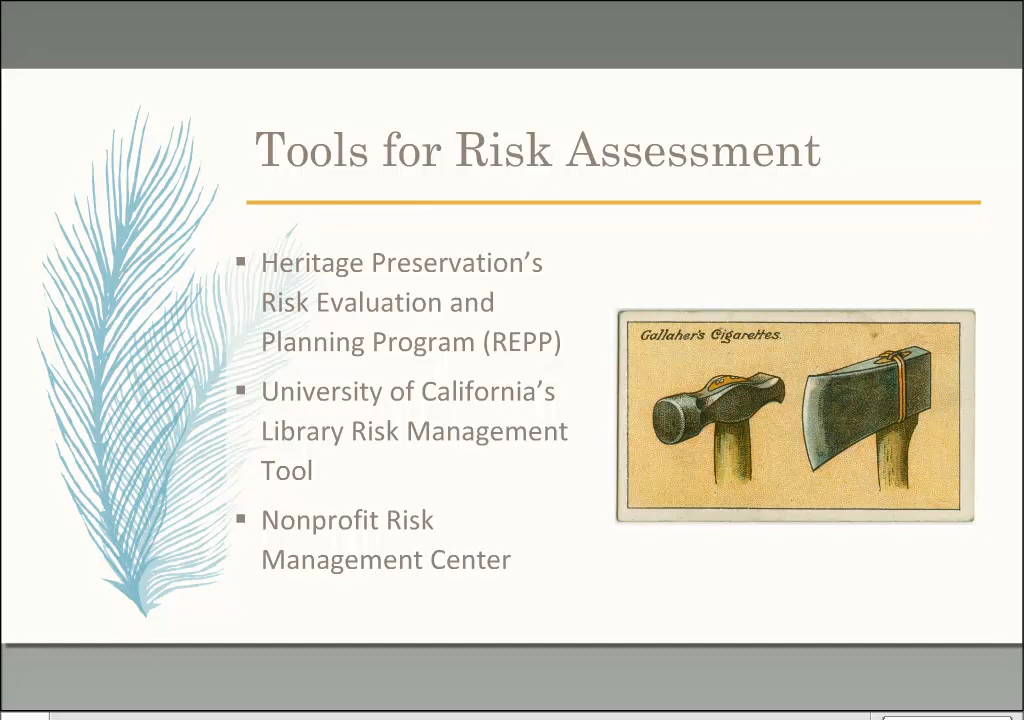 Tools for Risk Assessment
▪ Heritage Preservation’s
Risk Evaluation and
Planning Program (REPP)
▪ University of California’s
Library Risk Management
Tool
▪ Nonprofit Risk
Management Center
Gallaher's Cigarettes.